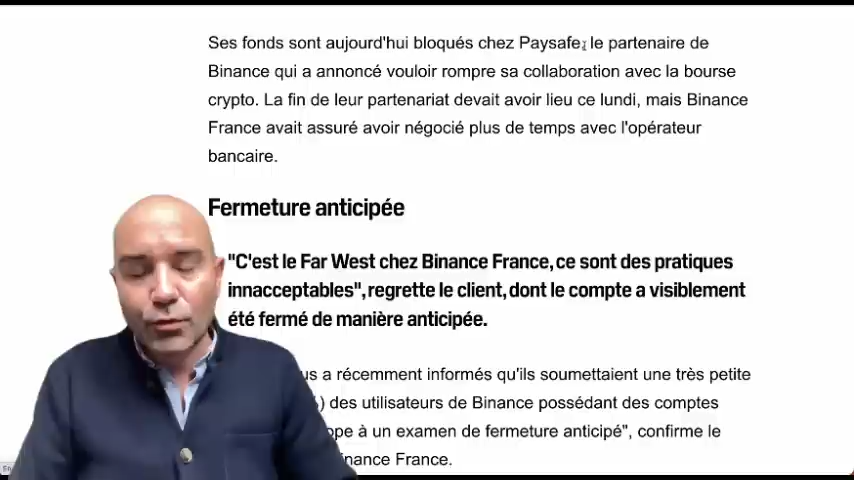 Ses fonds sont aujourd'hui bloqués chez Paysafe, le partenaire de
Binance qui a annoncé vouloir rompre sa collaboration avec la bourse
crypto. La fin de leur partenariat devait avoir lieu ce lundi, mais Binance
France avait assuré avoir négocié plus de temps avec l'opérateur
bancaire.
Fermeture anticipée
"C'est le Far West chez Binance France, ce sont des pratiques
innacceptables", regrette le client, dont le compte a visiblement
été fermé de manière anticipée.
a récemment informés qu'ils soumettaient une très petite
) des utilisateurs de Binance possédant des comptes
à un examen de fermeture anticipé", confirme le
France.